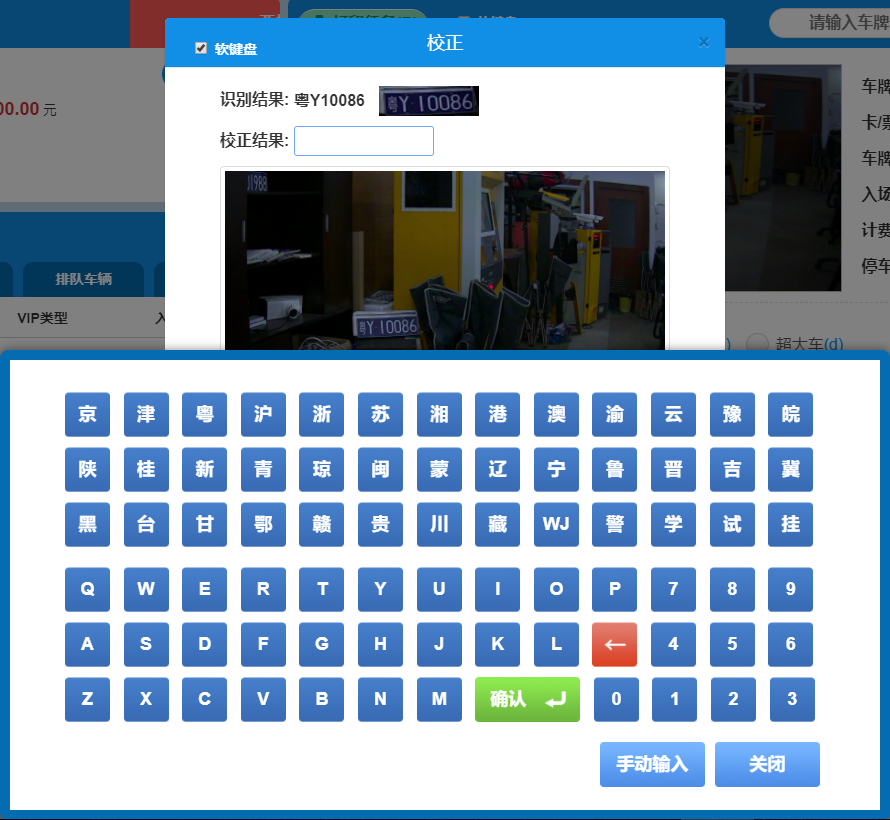 请输入车牌
软键盘
校正
×
00.00 元
识别结果: 粤Y10086
粤Y·10086
校正结果:
J1988
粤Y 10086
车牌
卡/票
车牌
入场
计费
停车
排队车辆
VIP类型
入
超大车(d)
京 津 粤 沪 浙 苏 湘 港 澳 渝 云 豫 皖
陕 桂 新 青 琼 闽 蒙 辽 宁 鲁 晋 吉 冀
黑 台 甘 鄂 赣 贵 川 藏 WJ 警 学 试 挂
Q W E R T Y U I O P 7 8 9
A S D F G H J K L ← 4 5 6
Z X C V B N M 确认 0 1 2 3
手动输入 关闭